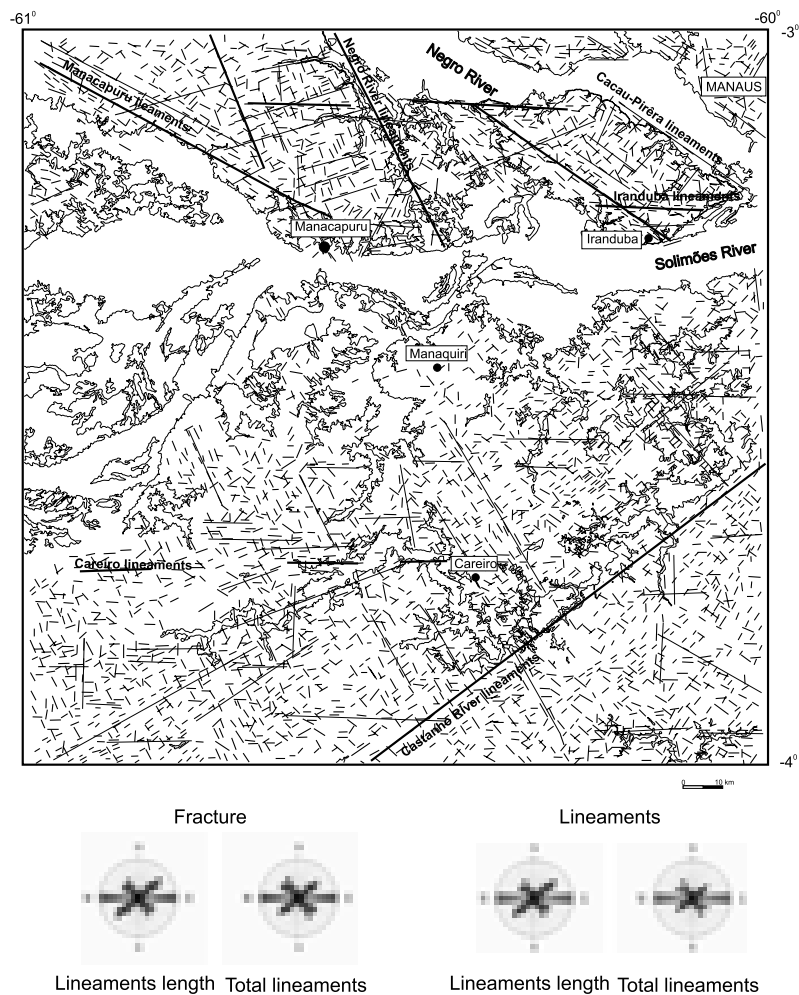 -61°
-60°
-3°
Negro River
MANAUS
Manacapuru lieaments
Negro River lineaments
Cacau-Pirêra lineaments
Iranduba lineaments
Manacapuru
Iranduba
Solimões River
Manaquiri
Careiro lineaments
Careiro
Castanho River lineaments
-4°
0 10 km
Fracture
Lineaments
Lineaments length
Total lineaments
Lineaments length
Total lineaments